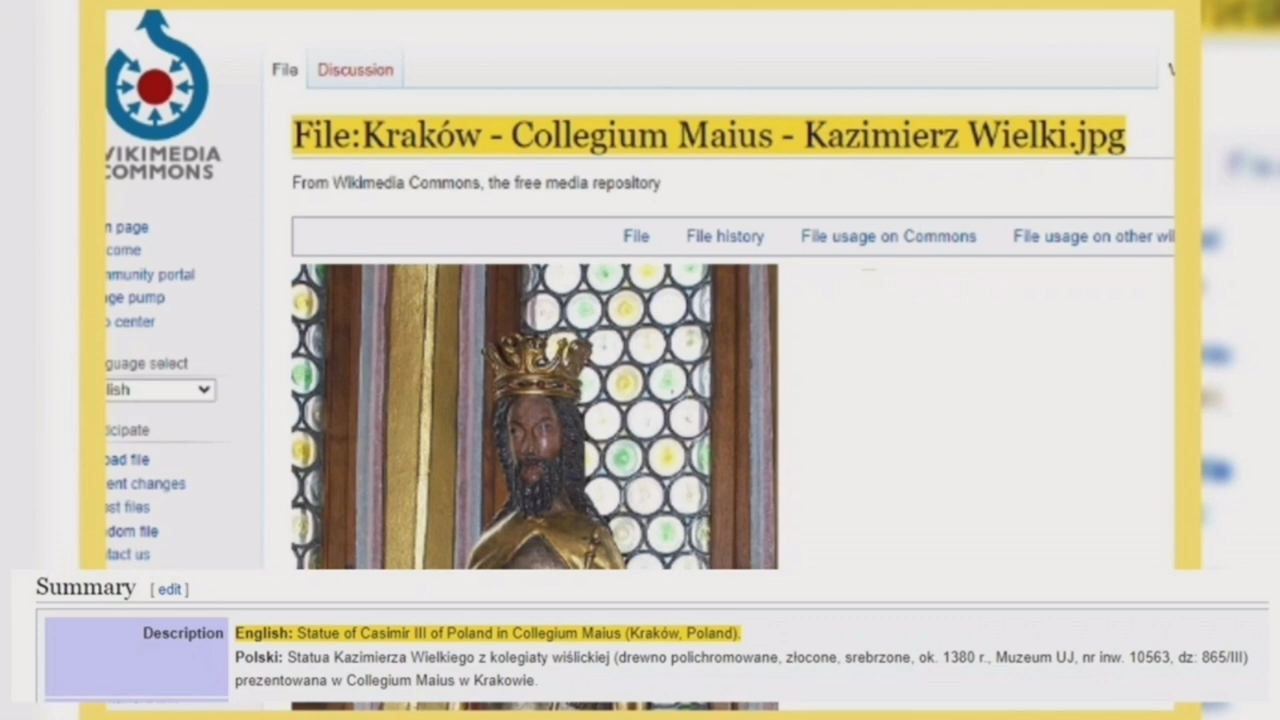 File Discussion
File:Kraków - Collegium Maius - Kazimierz Wielki.jpg
VIKIMEDIA
COMMONS
From Wikimedia Commons, the free media repository
n page
File File history File usage on Commons File usage on other wil
come
nmunity portal
ge pump
center
guage select
lish
icipate
oad file
ent changes
st files
dom file
tact us
Summary [ edit ]
Description English: Statue of Casimir III of Poland in Collegium Maius (Kraków, Poland).
Polski: Statua Kazimierza Wielkiego z kolegiaty wiślickiej (drewno polichromowane, złocone, srebrzone, ok. 1380 r., Muzeum UJ, nr inw. 10563, dz: 865/III)
prezentowana w Collegium Maius w Krakowie.